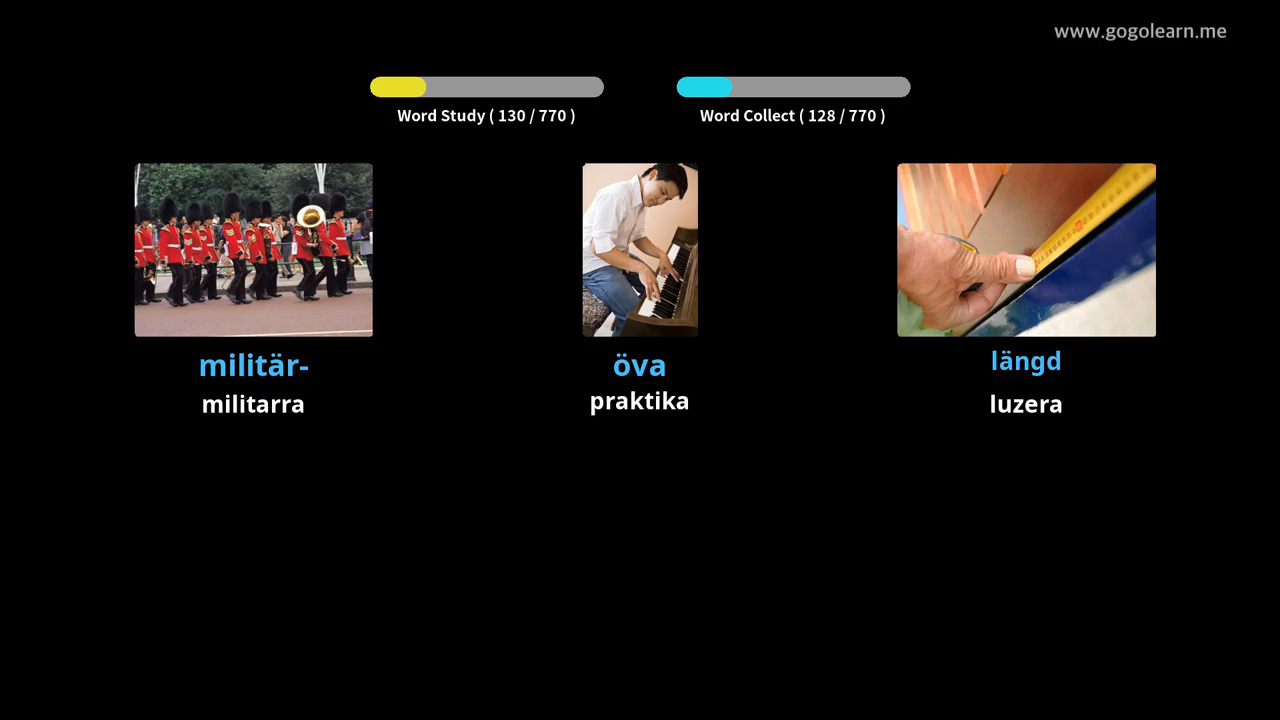 www.gogolearn.me
Word Study ( 130 / 770 )
Word Collect ( 128 / 770 )
militär-
militarra
öva
praktika
längd
luzera